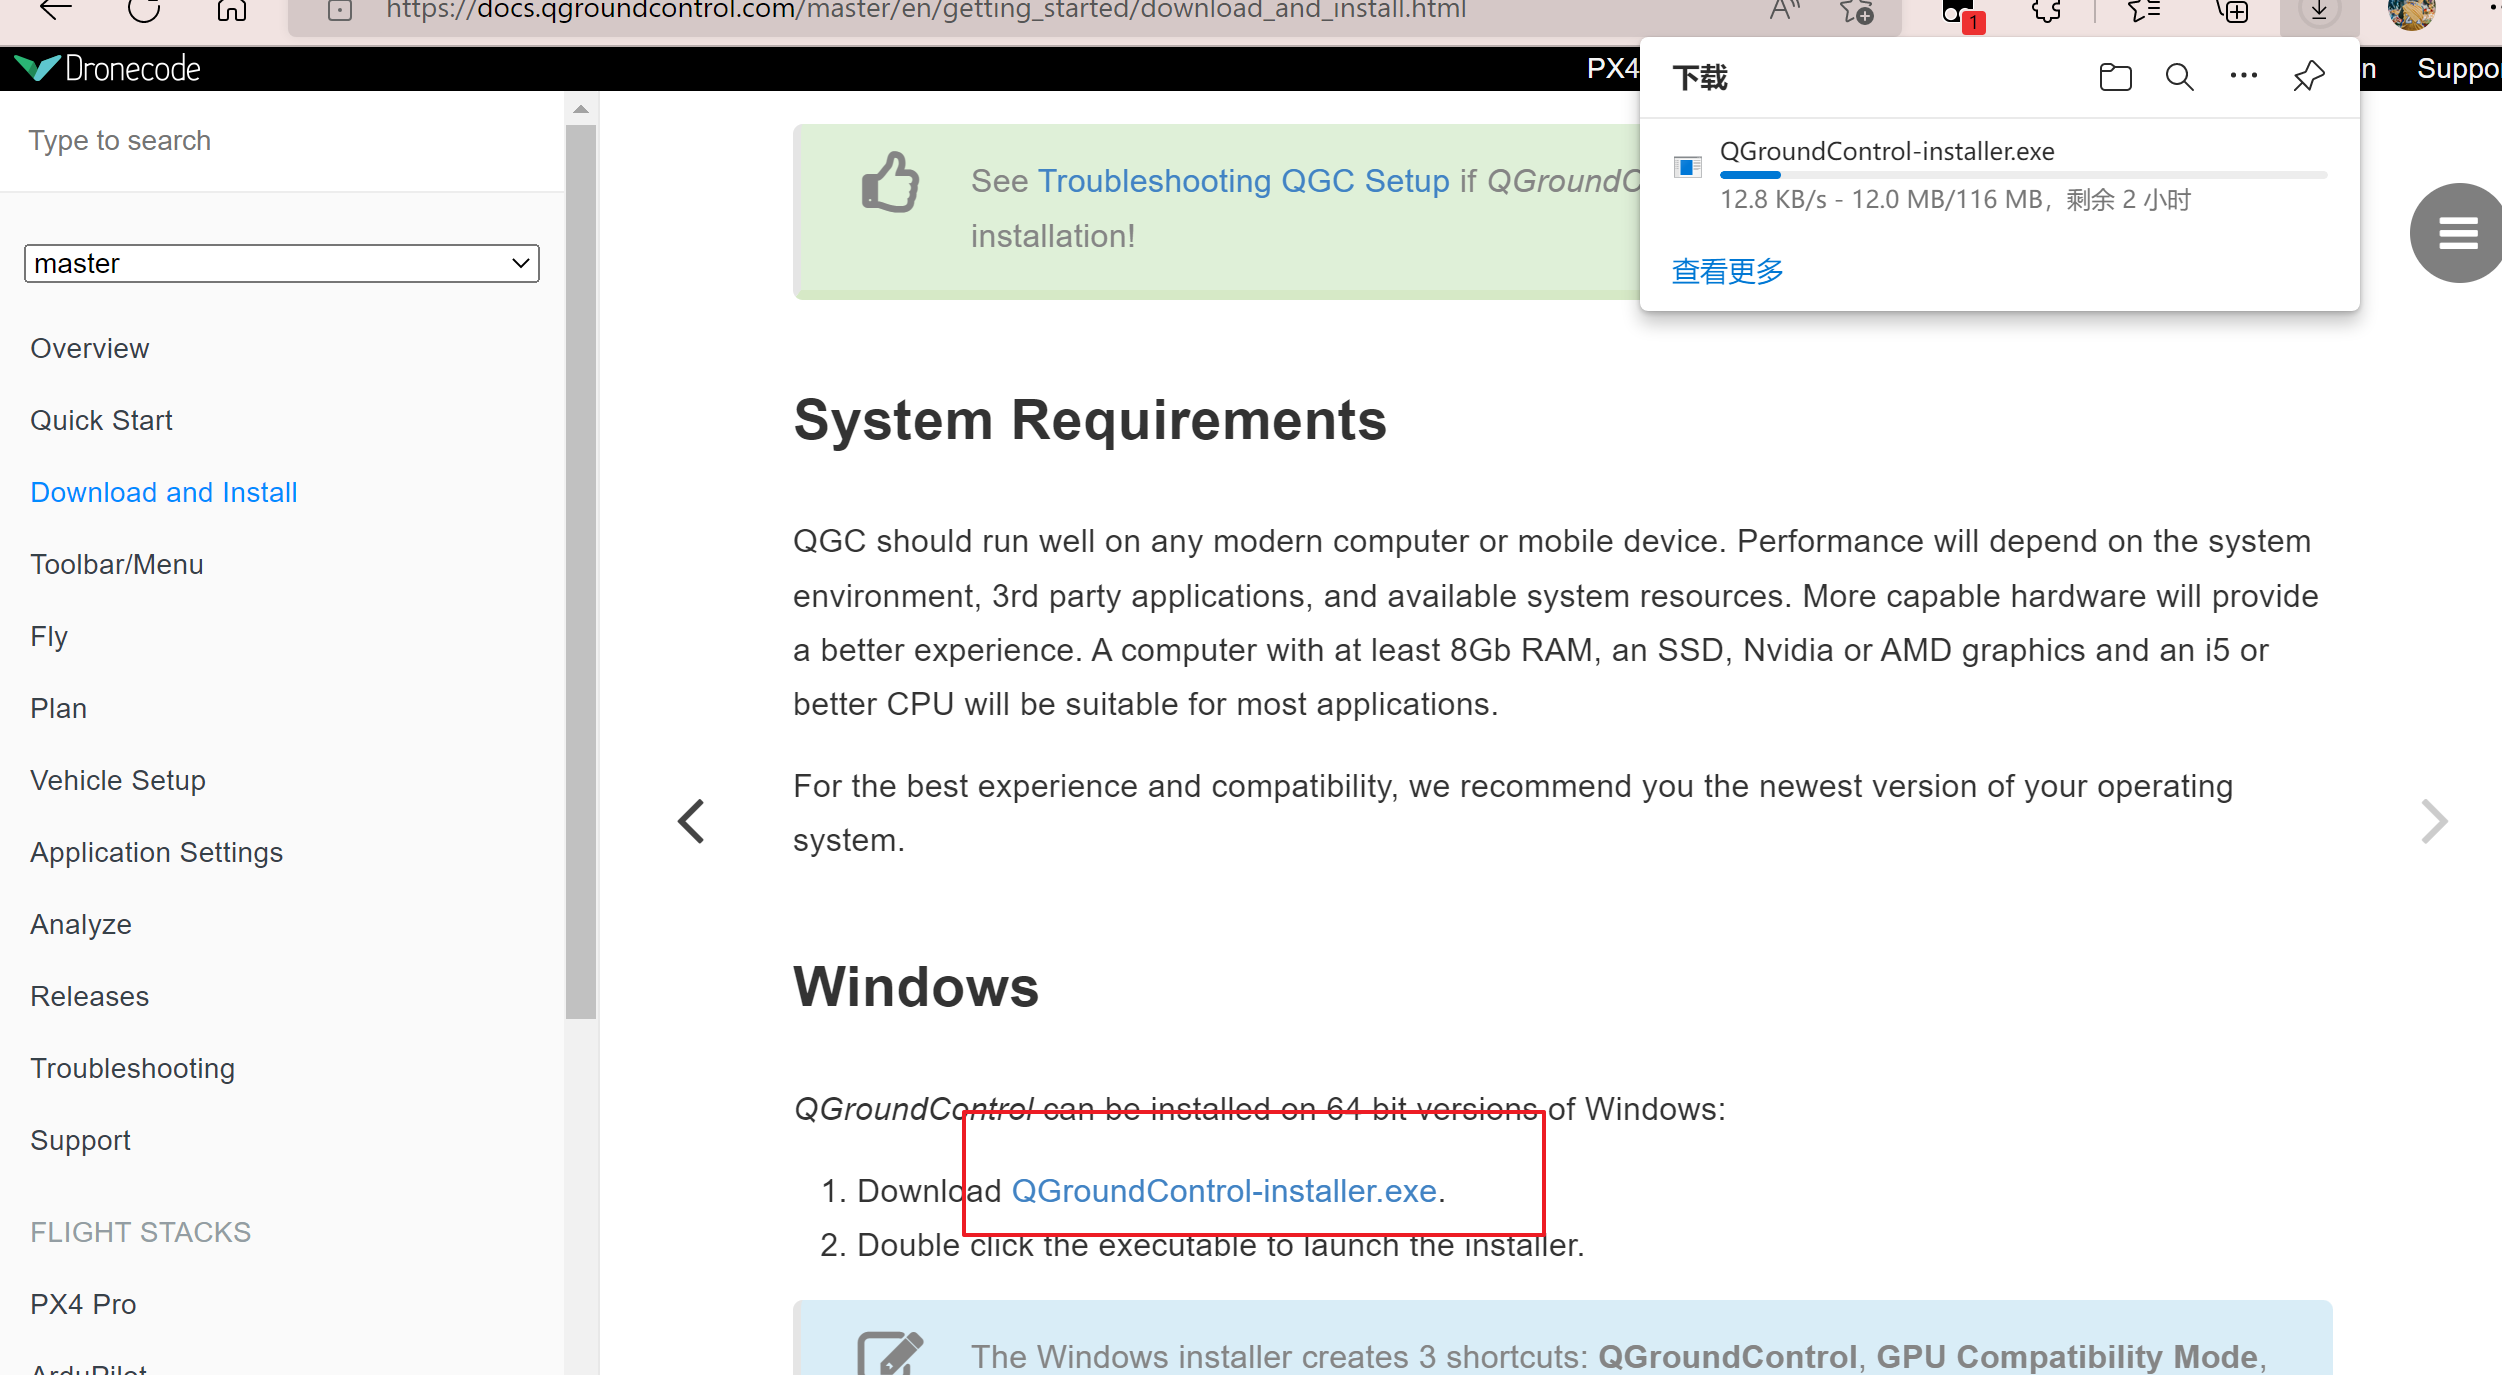 https://docs.qgroundcontrol.com/master/en/getting_started/download_and_install.html
1
Dronecode
PX4
n
Suppor
下载
QGroundControl-installer.exe
12.8 KB/s - 12.0 MB/116 MB，剩余 2 小时
查看更多
Type to search
master
Overview
Quick Start
Download and Install
Toolbar/Menu
Fly
Plan
Vehicle Setup
Application Settings
Analyze
Releases
Troubleshooting
Support
FLIGHT STACKS
PX4 Pro
ArduPilot
See Troubleshooting QGC Setup if QGroundC
installation!
System Requirements
QGC should run well on any modern computer or mobile device. Performance will depend on the system
environment, 3rd party applications, and available system resources. More capable hardware will provide
a better experience. A computer with at least 8Gb RAM, an SSD, Nvidia or AMD graphics and an i5 or
better CPU will be suitable for most applications.
For the best experience and compatibility, we recommend you the newest version of your operating
system.
Windows
QGroundControl can be installed on 64 bit versions of Windows:
1. Download QGroundControl-installer.exe.
2. Double click the executable to launch the installer.
The Windows installer creates 3 shortcuts: QGroundControl, GPU Compatibility Mode,